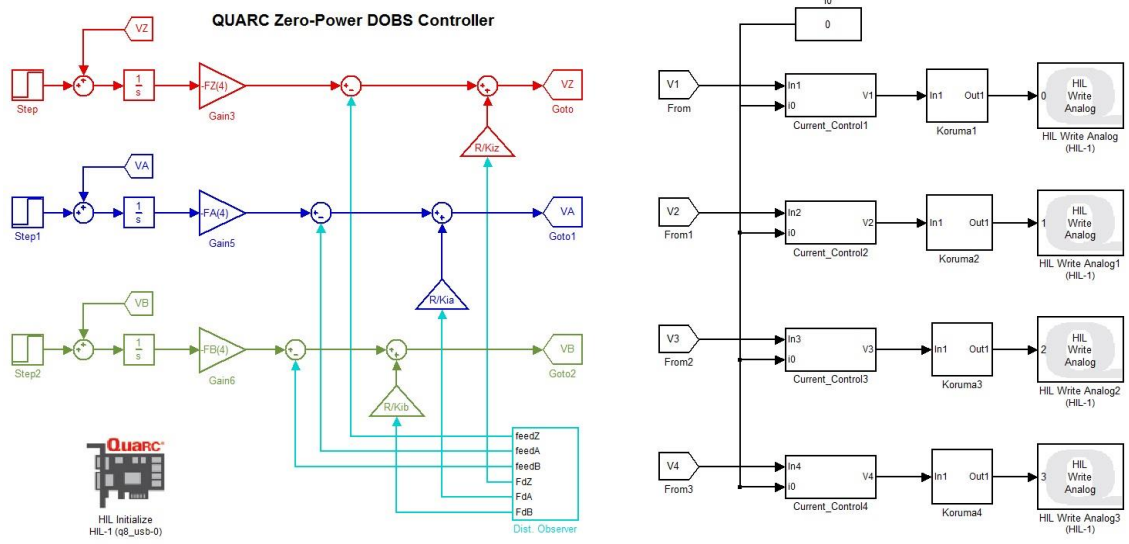 QUARC Zero-Power DOBS Controller
VZ
Step
1
s
-FZ(4)
Gain3
VZ
Goto
R/Kiz
VA
Step1
1
s
-FA(4)
Gain5
VA
Goto1
R/Kia
VB
Step2
1
s
-FB(4)
Gain6
VB
Goto2
R/Kib
feedZ
feedA
feedB
FdZ
FdA
FdB
Dist. Observer
QUARC
HIL Initialize
HIL-1 (q8_usb-0)
0
V1
From
In1
i0
V1
Current_Control1
In1
Out1
Koruma1
0
HIL
Write
Analog
HIL Write Analog
(HIL-1)
V2
From1
In2
i0
V2
Current_Control2
In1
Out1
Koruma2
1
HIL
Write
Analog
HIL Write Analog1
(HIL-1)
V3
From2
In3
i0
V3
Current_Control3
In1
Out1
Koruma3
2
HIL
Write
Analog
HIL Write Analog2
(HIL-1)
V4
From3
In4
i0
V4
Current_Control4
In1
Out1
Koruma4
3
HIL
Write
Analog
HIL Write Analog3
(HIL-1)